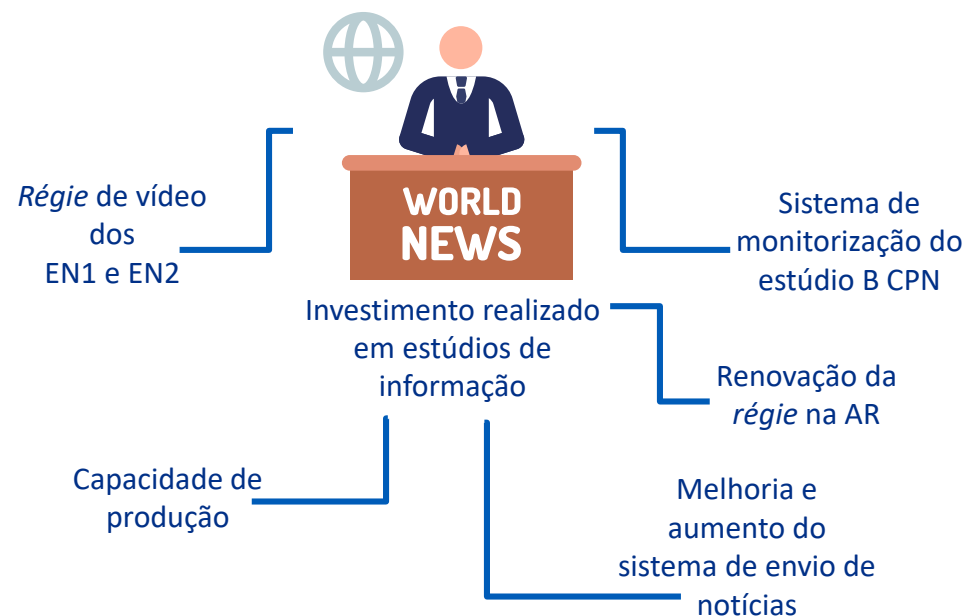 WORLD
NEWS
Régie de vídeo
dos
EN1 e EN2
Sistema de
monitorização do
estúdio B CPN
Investimento realizado
em estúdios de
informação
Renovação da
régie na AR
Capacidade de
produção
Melhoria e
aumento do
sistema de envio de
notícias